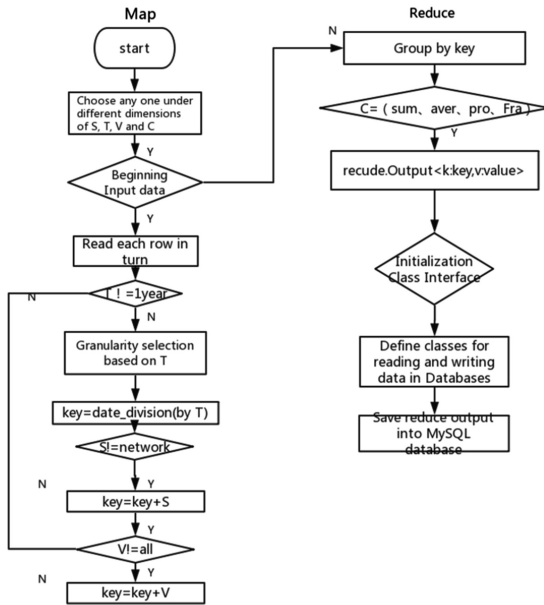 Map
start
Choose any one under
different dimensions
of S, T, V and C
Y
Beginning
Input data
Y
Read each row in
turn
N
T ! =1year
N
Granularity selection
based on T
key=date_division(by T)
S!=network
N
Y
key=key+S
Y
V!=all
N
Y
key=key+V
Reduce
N
Group by key
C= ( sum、aver、pro、Fra )
Y
recude.Output<k:key,v:value>
Initialization
Class Interface
Define classes for
reading and writing
data in Databases
Save reduce output
into MySQL
database